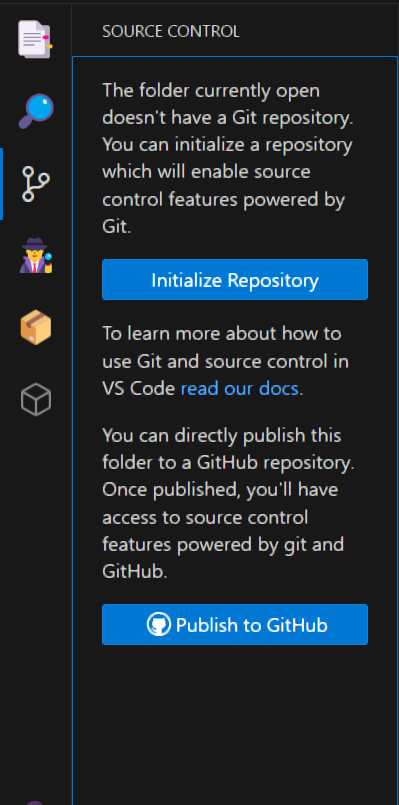 SOURCE CONTROL
The folder currently open
doesn't have a Git repository.
You can initialize a repository
which will enable source
control features powered by
Git.
Initialize Repository
To learn more about how to
use Git and source control in
VS Code read our docs.
You can directly publish this
folder to a GitHub repository.
Once published, you'll have
access to source control
features powered by git and
GitHub.
Publish to GitHub